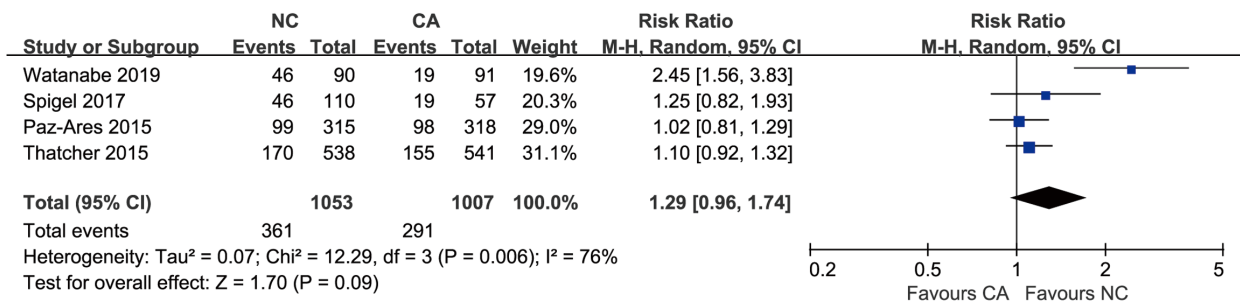 NC CA Risk Ratio Risk Ratio
Study or Subgroup Events Total Events Total Weight M-H, Random, 95% CI M-H, Random, 95% CI
Watanabe 2019 46 90 19 91 19.6% 2.45 [1.56, 3.83]
Spigel 2017 46 110 19 57 20.3% 1.25 [0.82, 1.93]
Paz-Ares 2015 99 315 98 318 29.0% 1.02 [0.81, 1.29]
Thatcher 2015 170 538 155 541 31.1% 1.10 [0.92, 1.32]
Total (95% CI) 1053 1007 100.0% 1.29 [0.96, 1.74]
Total events 361 291
Heterogeneity: Tau² = 0.07; Chi² = 12.29, df = 3 (P = 0.006); I² = 76%
Test for overall effect: Z = 1.70 (P = 0.09)
0.2 0.5 1 2 5
Favours CA Favours NC